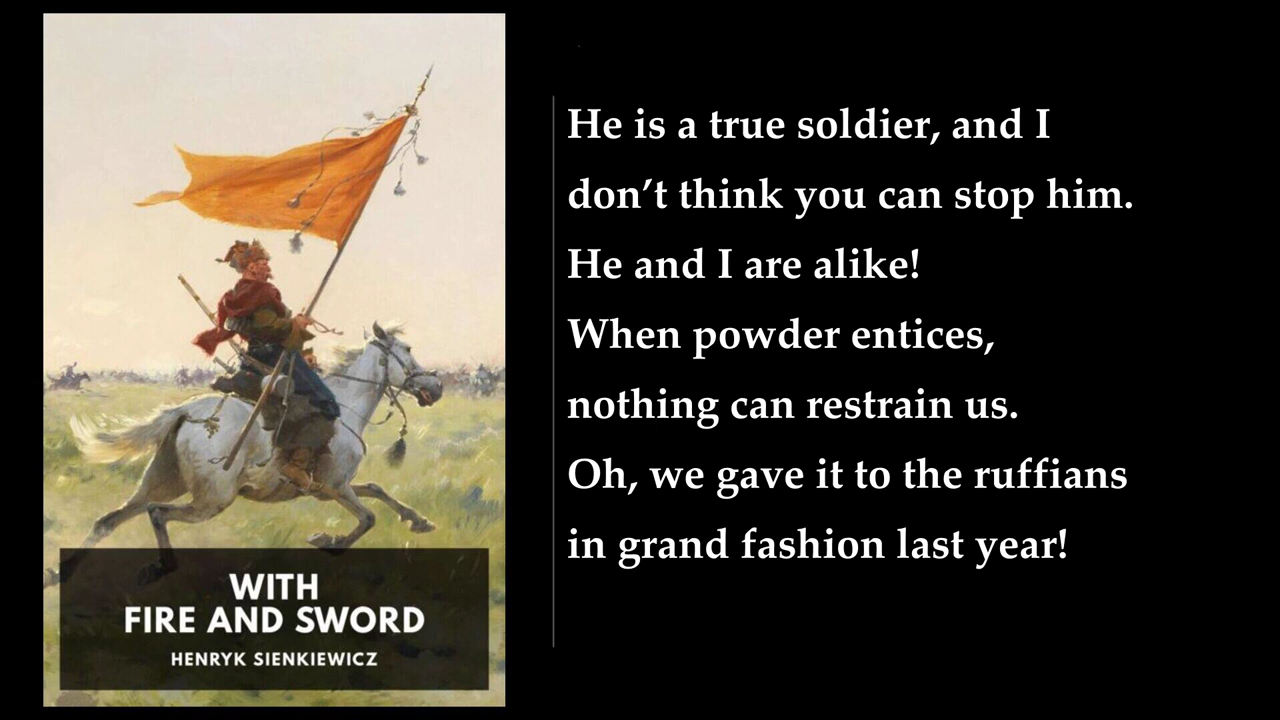 WITH
FIRE AND SWORD
HENRYK SIENKIEWICZ
He is a true soldier, and I
don’t think you can stop him.
He and I are alike!
When powder entices,
nothing can restrain us.
Oh, we gave it to the ruffians
in grand fashion last year!